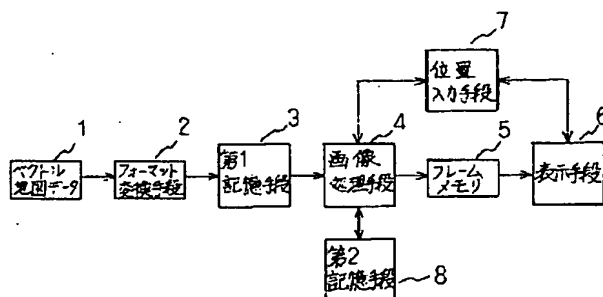 7
位置
入力手段
1
ベクトル
地図データ
2
フォーマット
変換手段
3
第1
記憶手段
4
画像
処理手段
5
フレーム
メモリ
6
表示手段
第2
記憶手段
8